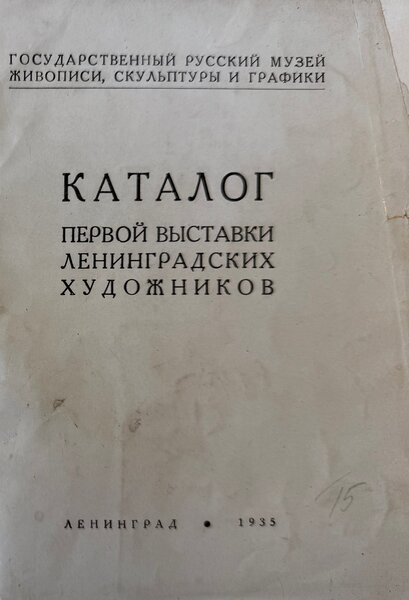 ГОСУДАРСТВЕННЫЙ РУССКИЙ МУЗЕЙ
ЖИВОПИСИ, СКУЛЬПТУРЫ И ГРАФИКИ
КАТАЛОГ
ПЕРВОЙ ВЫСТАВКИ
ЛЕНИНГРАДСКИХ
ХУДОЖНИКОВ
15
ЛЕНИНГРАД • 1935